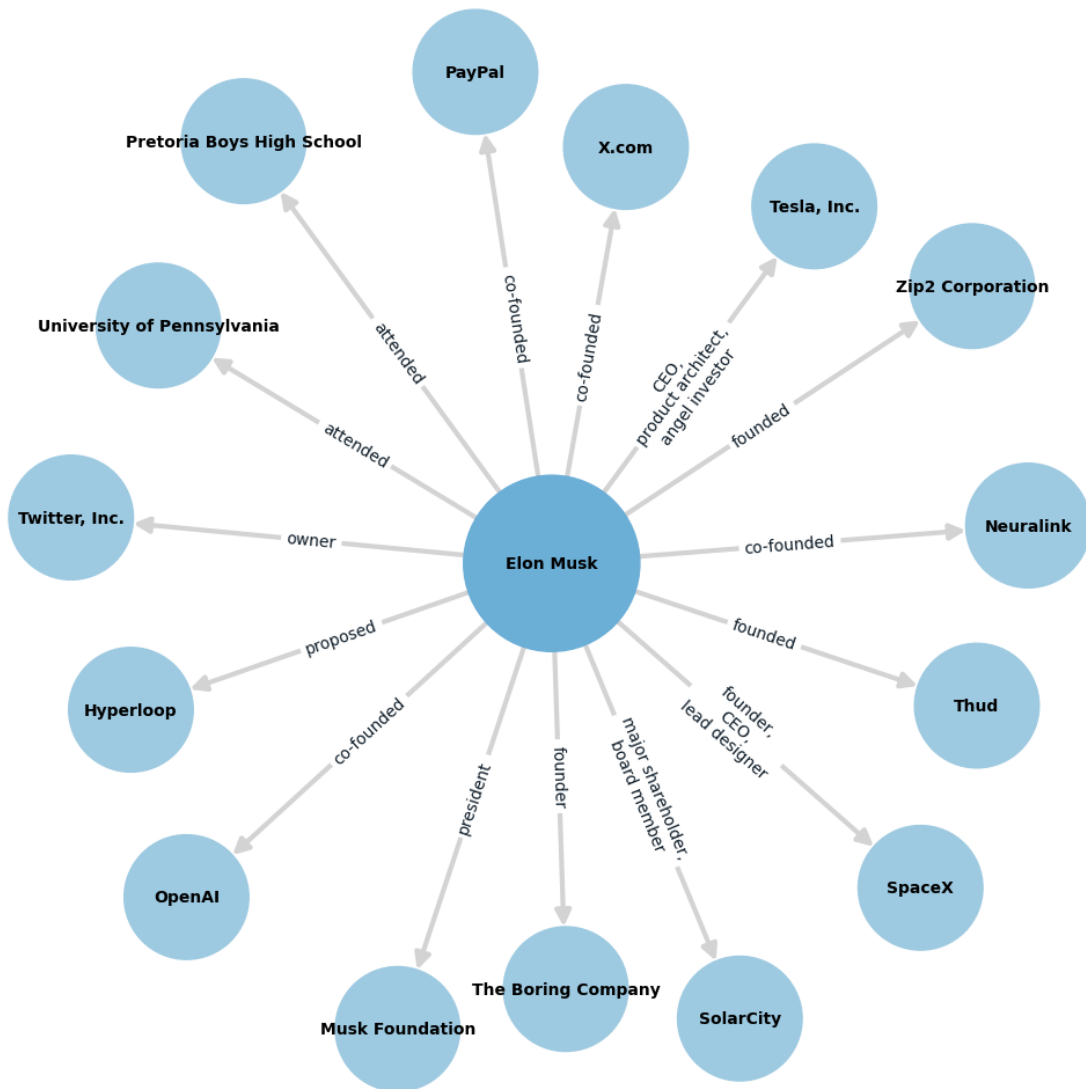 PayPal
Pretoria Boys High School
X.com
Tesla, Inc.
Zip2 Corporation
University of Pennsylvania
co-founded
attended
co-founded
CEO,
product architect,
angel investor
founded
attended
Twitter, Inc.
owner
Elon Musk
co-founded
Neuralink
proposed
founded
Hyperloop
Thud
co-founded
founder,
CEO,
lead designer
president
founder
major shareholder,
board member
OpenAI
SpaceX
Musk Foundation
The Boring Company
SolarCity